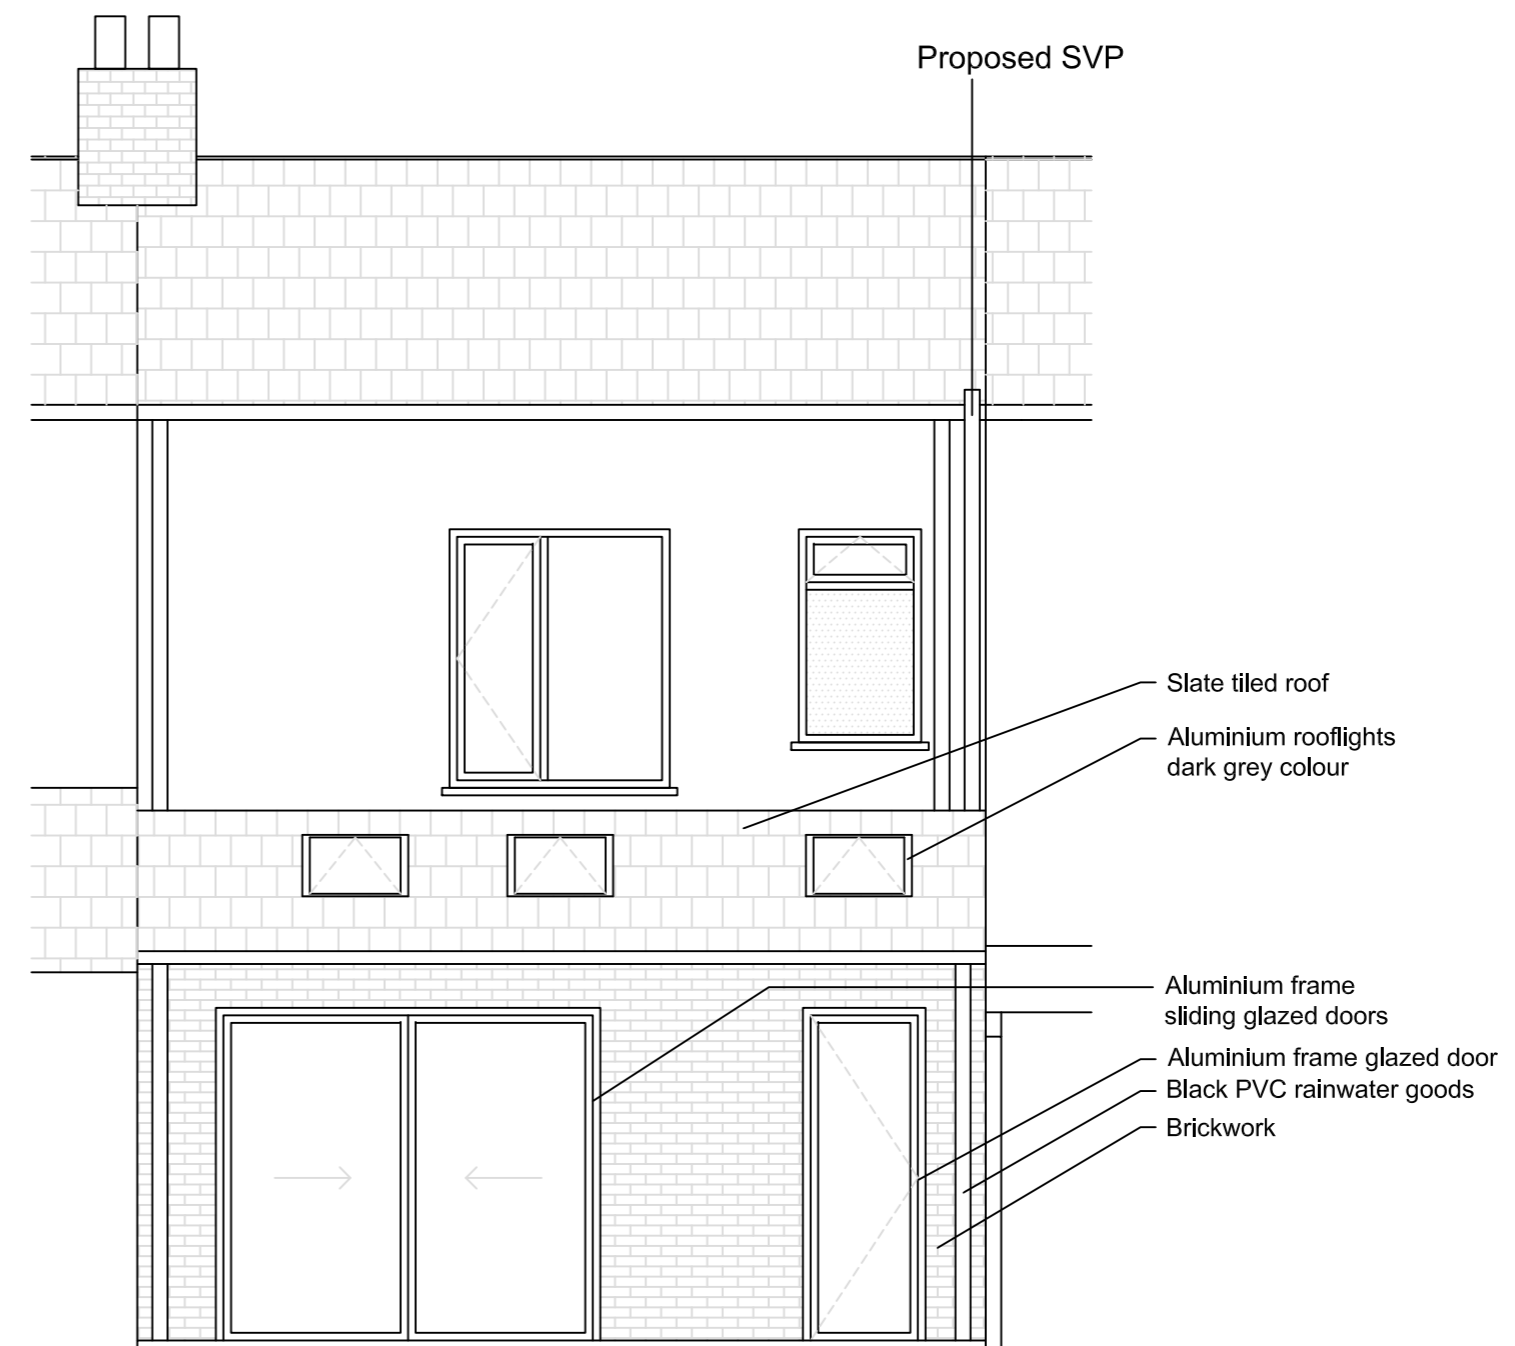 Proposed SVP
Slate tiled roof
Aluminium rooflights
dark grey colour
Aluminium frame
sliding glazed doors
Aluminium frame glazed door
Black PVC rainwater goods
Brickwork